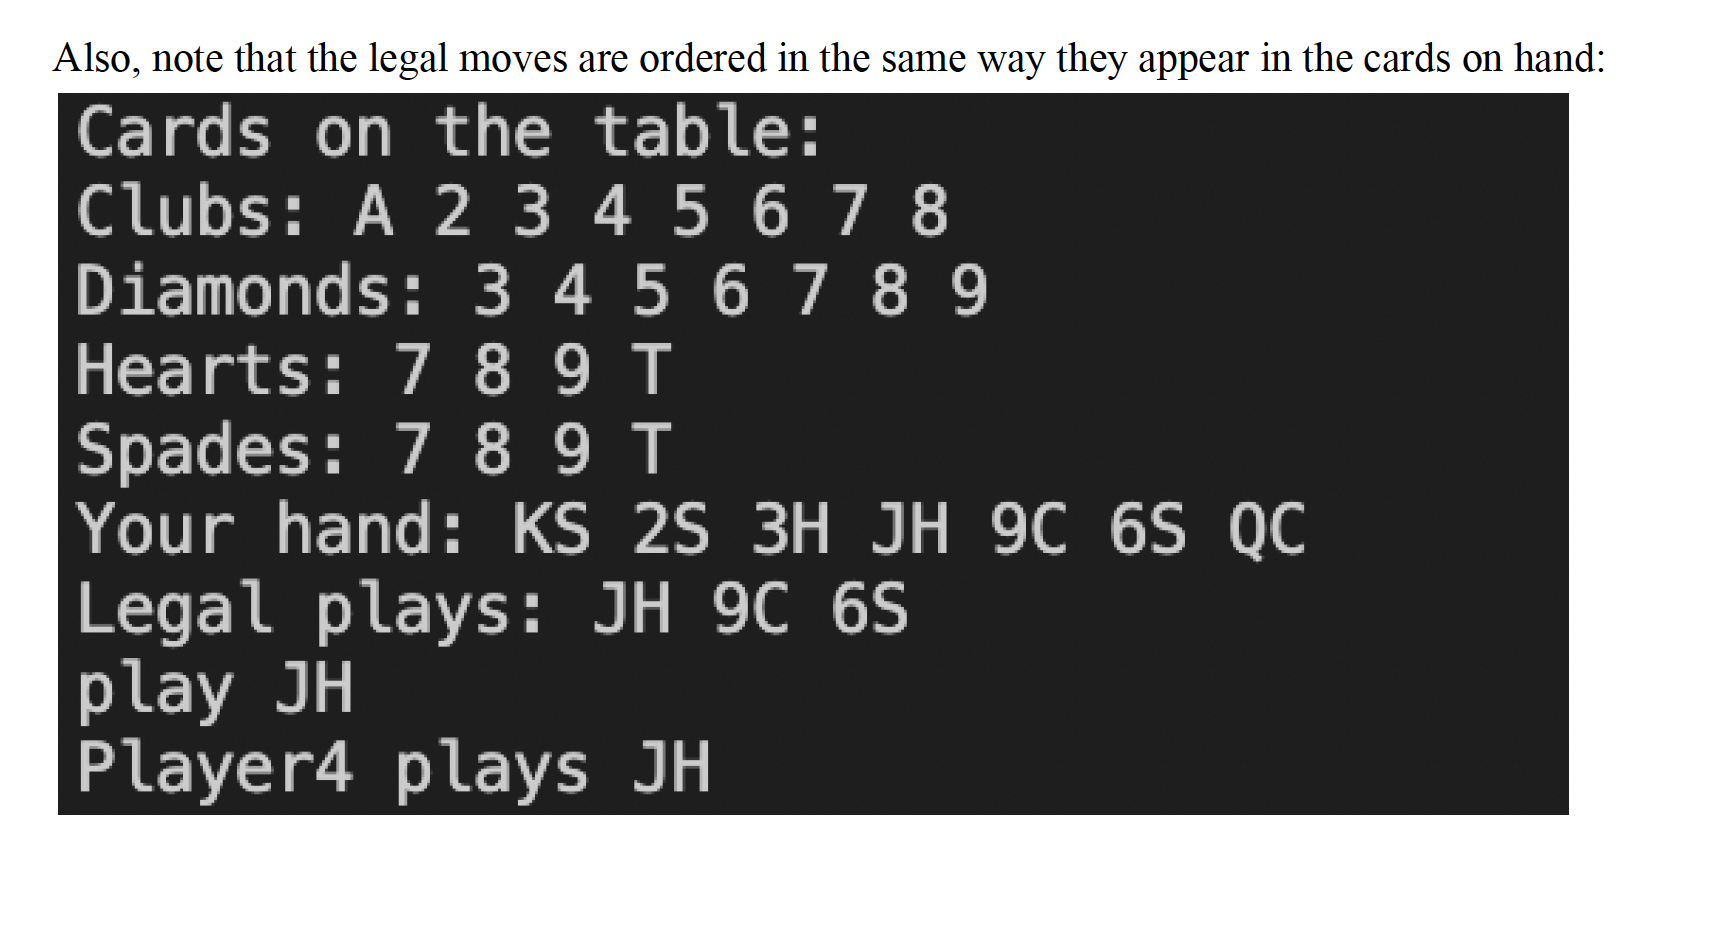 Also, note that the legal moves are ordered in the same way they appear in the cards on hand:
Cards on the table:
Clubs: A 2 3 4 5 6 7 8
Diamonds: 3 4 5 6 7 8 9
Hearts: 7 8 9 T
Spades: 7 8 9 T
Your hand: KS 2S 3H JH 9C 6S QC
Legal plays: JH 9C 6S
play JH
Player4 plays JH